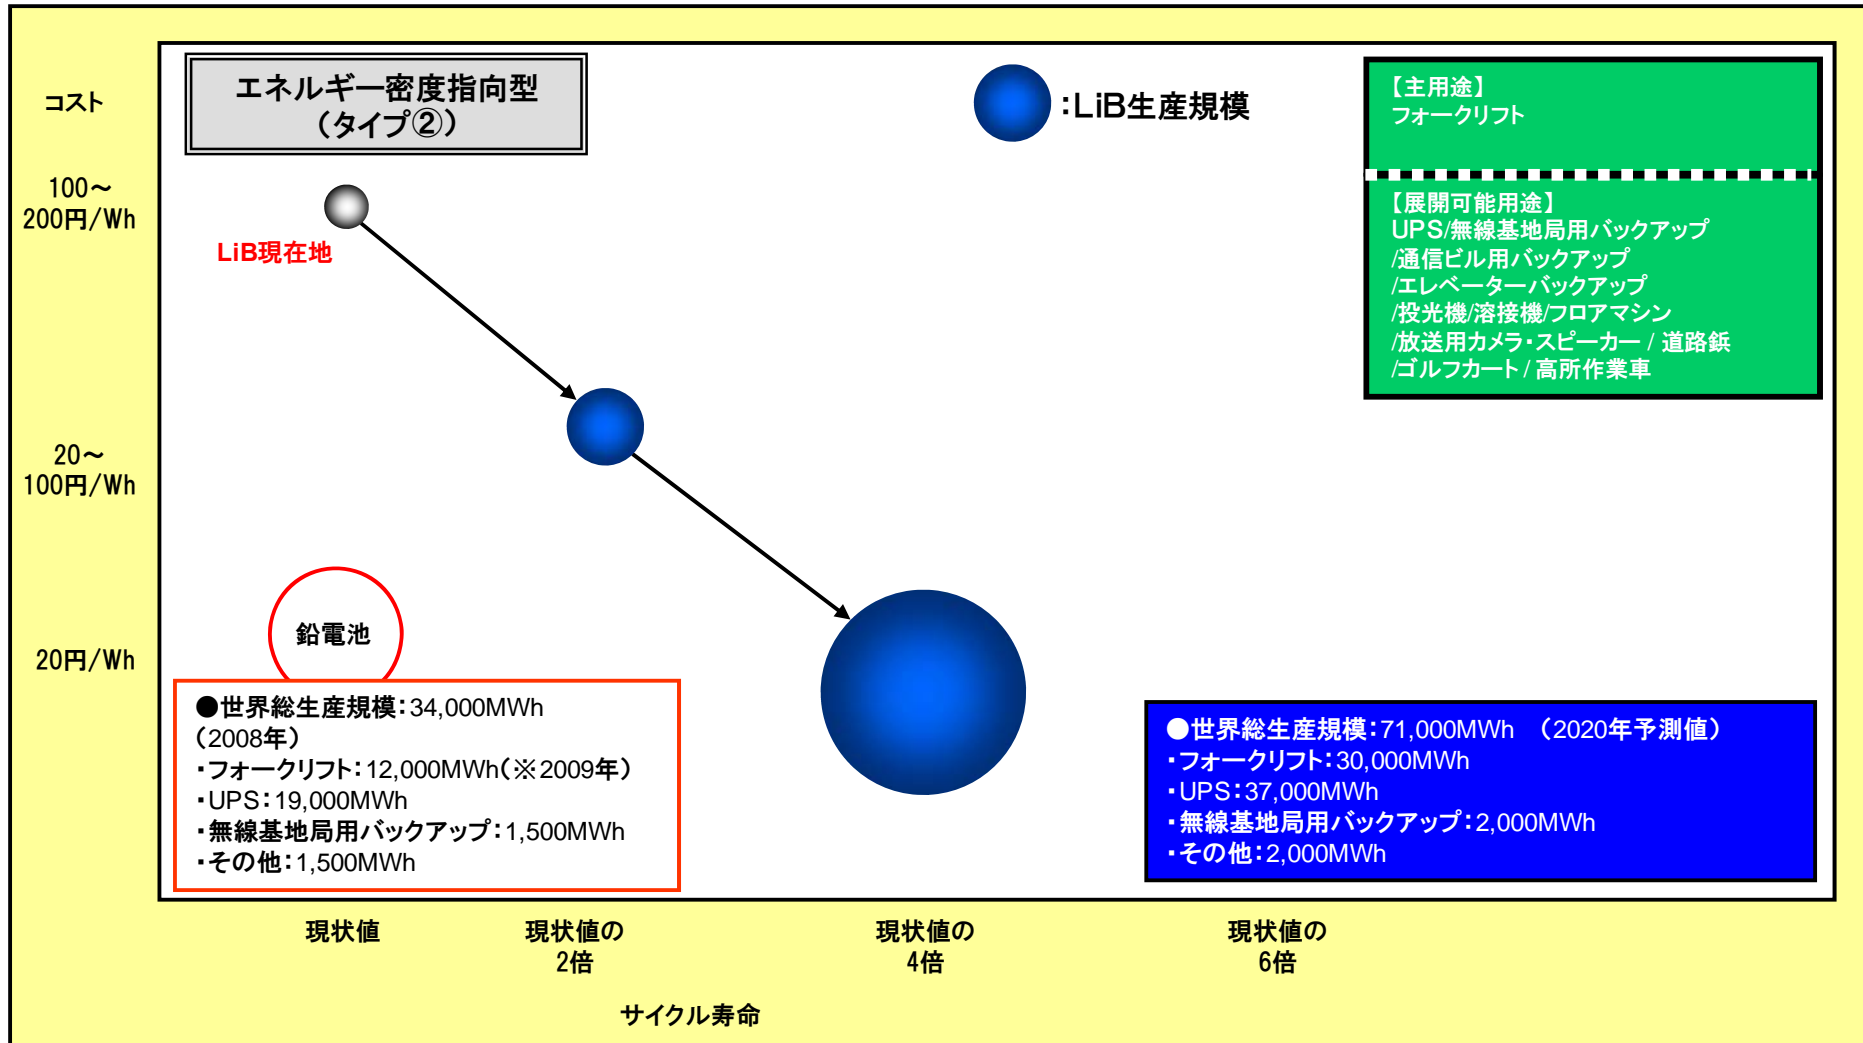 エネルギー密度指向型
（タイプ②）
：LiB生産規模
コスト
100～
200円/Wh
20～
100円/Wh
20円/Wh
LiB現在地
鉛電池
【主用途】
フォークリフト
【展開可能用途】
UPS/無線基地局用バックアップ
/通信ビル用バックアップ
/エレベーターバックアップ
/投光機/溶接機/フロアマシン
/放送用カメラ・スピーカー / 道路鋲
/ゴルフカート / 高所作業車
●世界総生産規模：34,000MWh
（2008年）
・フォークリフト：12,000MWh（※2009年）
・UPS：19,000MWh
・無線基地局用バックアップ：1,500MWh
・その他：1,500MWh
●世界総生産規模：71,000MWh （2020年予測値）
・フォークリフト：30,000MWh
・UPS：37,000MWh
・無線基地局用バックアップ：2,000MWh
・その他：2,000MWh
現状値
現状値の
2倍
現状値の
4倍
現状値の
6倍
サイクル寿命